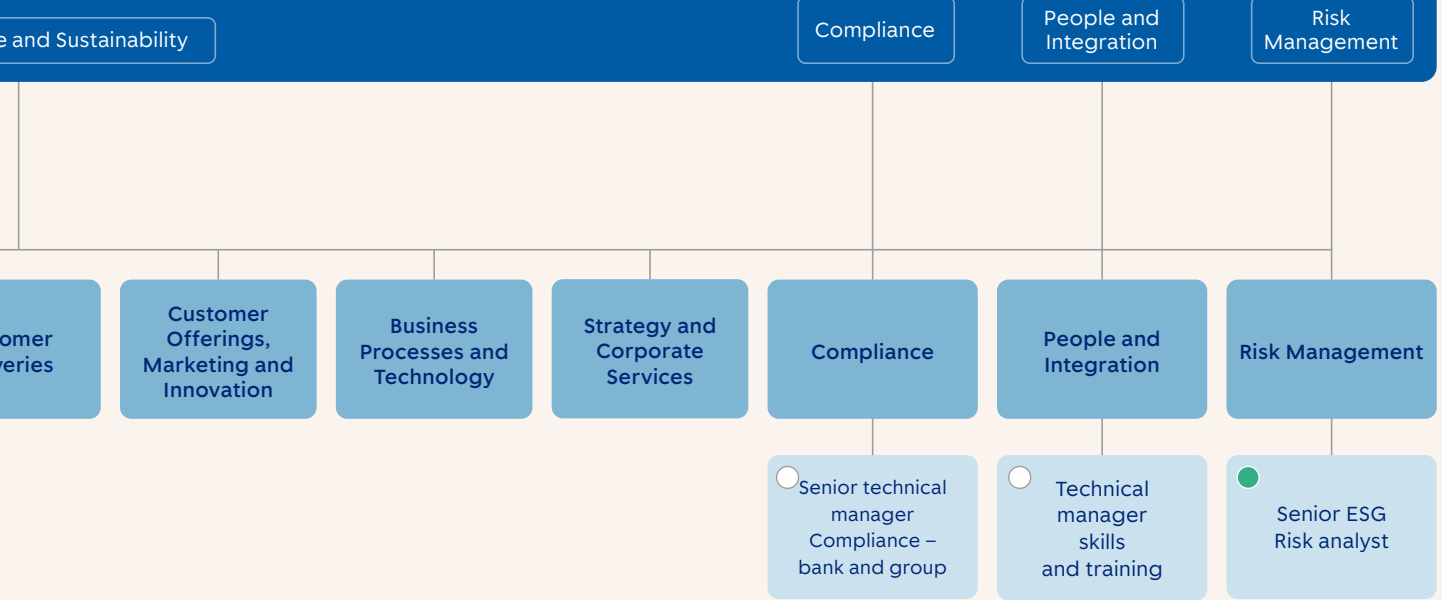 e and Sustainability
Compliance
People and
Integration
Risk
Management
omer
eries
Customer
Offerings,
Marketing and
Innovation
Business
Processes and
Technology
Strategy and
Corporate
Services
Compliance
People and
Integration
Risk Management
Senior technical
manager
Compliance –
bank and group
Technical
manager
skills
and training
Senior ESG
Risk analyst